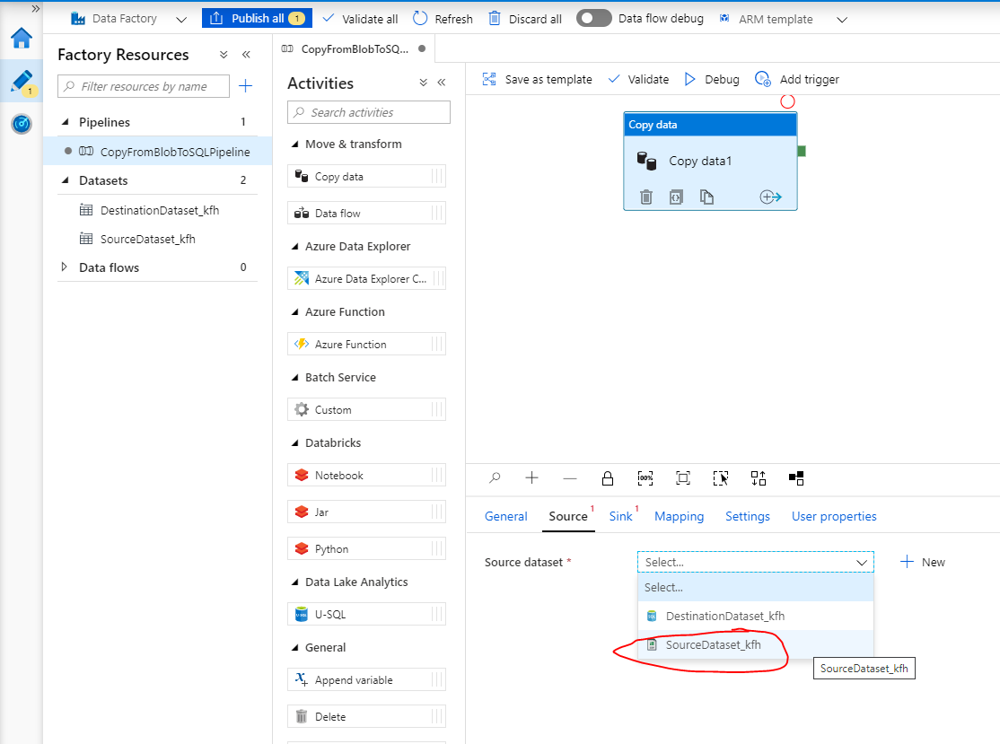 Data Factory
Publish all 1
Validate all
Refresh
Discard all
Data flow debug
ARM template
1
Factory Resources
Filter resources by name
Pipelines 1
CopyFromBlobToSQLPipeline
Datasets 2
DestinationDataset_kfh
SourceDataset_kfh
Data flows 0
CopyFromBlobToSQ...
Activities
Search activities
Move & transform
Copy data
Data flow
Azure Data Explorer
Azure Data Explorer C...
Azure Function
Azure Function
Batch Service
Custom
Databricks
Notebook
Jar
Python
Data Lake Analytics
U-SQL
General
Append variable
Delete
Save as template
Validate
Debug
Add trigger
Copy data
Copy data1
100%
General
Source 1
Sink 1
Mapping
Settings
User properties
Source dataset *
Select...
New
Select...
DestinationDataset_kfh
SourceDataset_kfh
SourceDataset_kfh